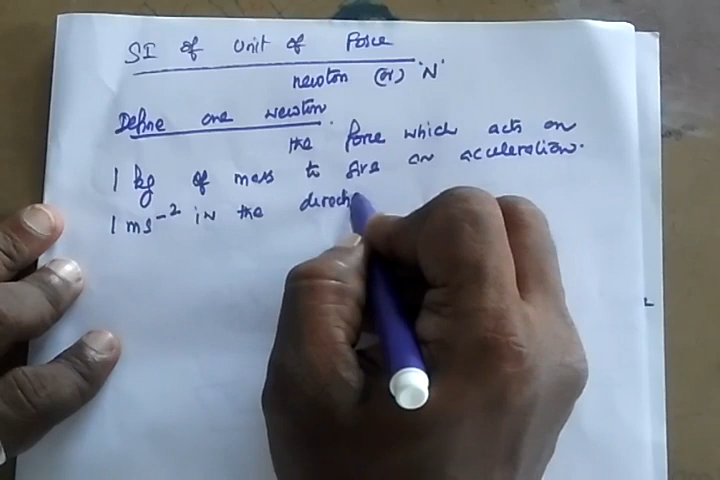 SI of Unit of Force
newton (or) 'N'
Define one newton.
the force which acts on
1 kg of mass to give an acceleration.
1 ms⁻² in the directi